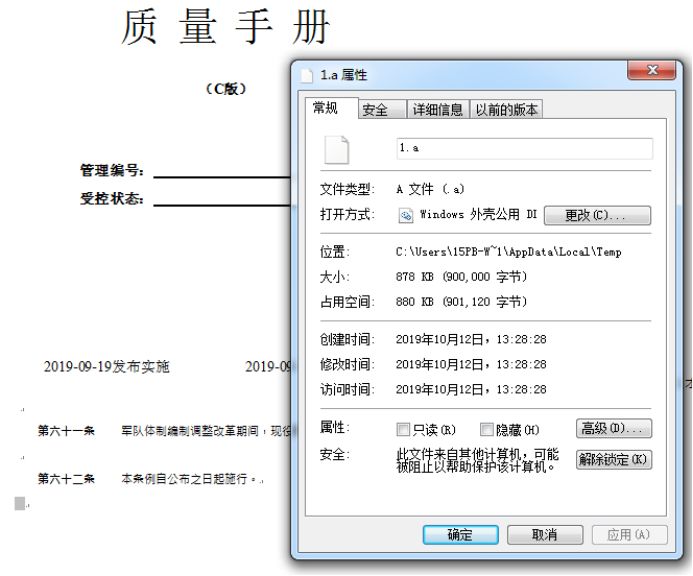 质 量 手 册
（C版）
管理编号：
受控状态：
2019-09-19发布实施
2019-09
第六十一条 军队体制编制调整改革期间，现役
第六十二条 本条例自公布之日起施行。
1.a 属性
常规 安全 详细信息 以前的版本
1.a
文件类型: A 文件 (.a)
打开方式: Windows 外壳公用 Dl 更改(C)...
位置: C:\Users\15PB-W~1\AppData\Local\Temp
大小: 878 KB (900,000 字节)
占用空间: 880 KB (901,120 字节)
创建时间: 2019年10月12日，13:28:28
修改时间: 2019年10月12日，13:28:28
访问时间: 2019年10月12日，13:28:28
属性: 只读(R) 隐藏(H) 高级(D)...
安全: 此文件来自其他计算机，可能
被阻止以帮助保护该计算机。 解除锁定(K)
确定 取消 应用(A)